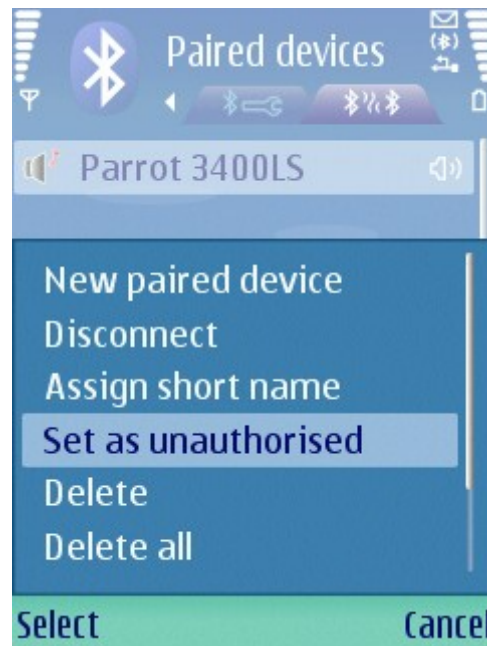 Paired devices
Parrot 3400LS
New paired device
Disconnect
Assign short name
Set as unauthorised
Delete
Delete all
Select Cancel